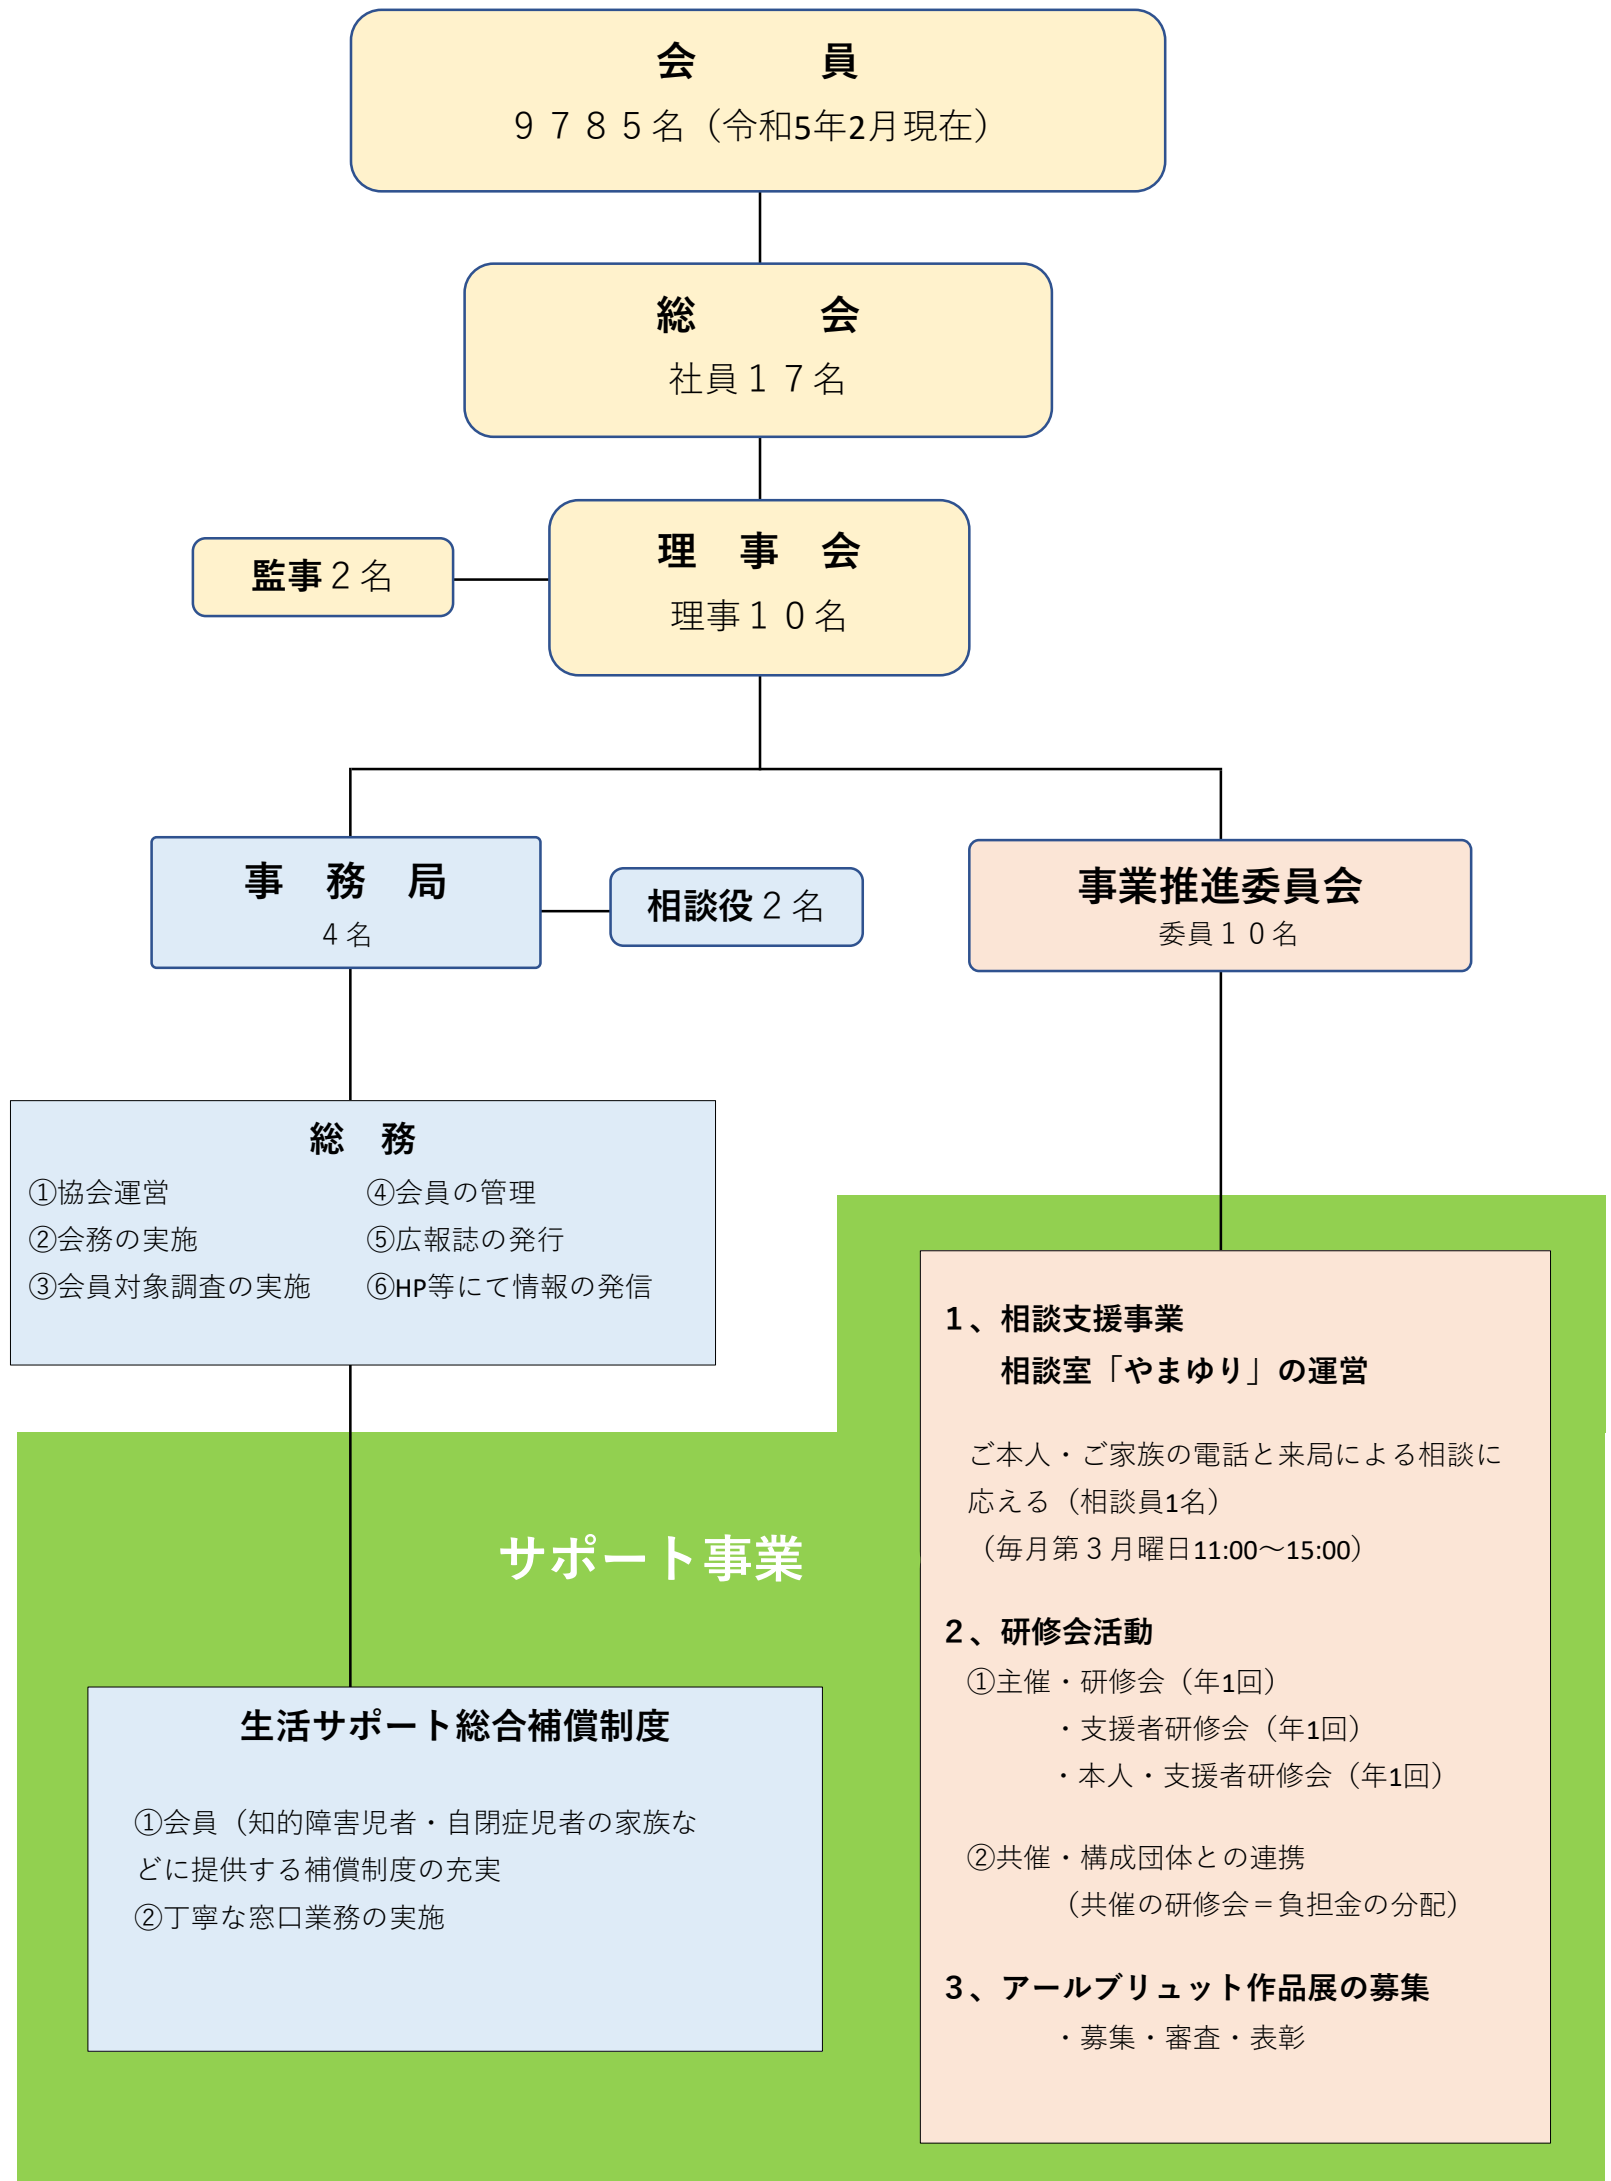 会　員
９７８５名（令和5年2月現在）
総　会
社員１７名
理　事　会
理事１０名
監事２名
事　務　局
４名
相談役２名
事業推進委員会
委員１０名
総　務
①協会運営
②会務の実施
③会員対象調査の実施
④会員の管理
⑤広報誌の発行
⑥HP等にて情報の発信
サポート事業
生活サポート総合補償制度
①会員（知的障害児者・自閉症児者の家族な
どに提供する補償制度の充実
②丁寧な窓口業務の実施
１、相談支援事業
相談室「やまゆり」の運営
ご本人・ご家族の電話と来局による相談に
応える（相談員1名）
（毎月第３月曜日11:00～15:00）
２、研修会活動
①主催・研修会（年1回）
・支援者研修会（年1回）
・本人・支援者研修会（年1回）
②共催・構成団体との連携
（共催の研修会＝負担金の分配）
３、アールブリュット作品展の募集
・募集・審査・表彰